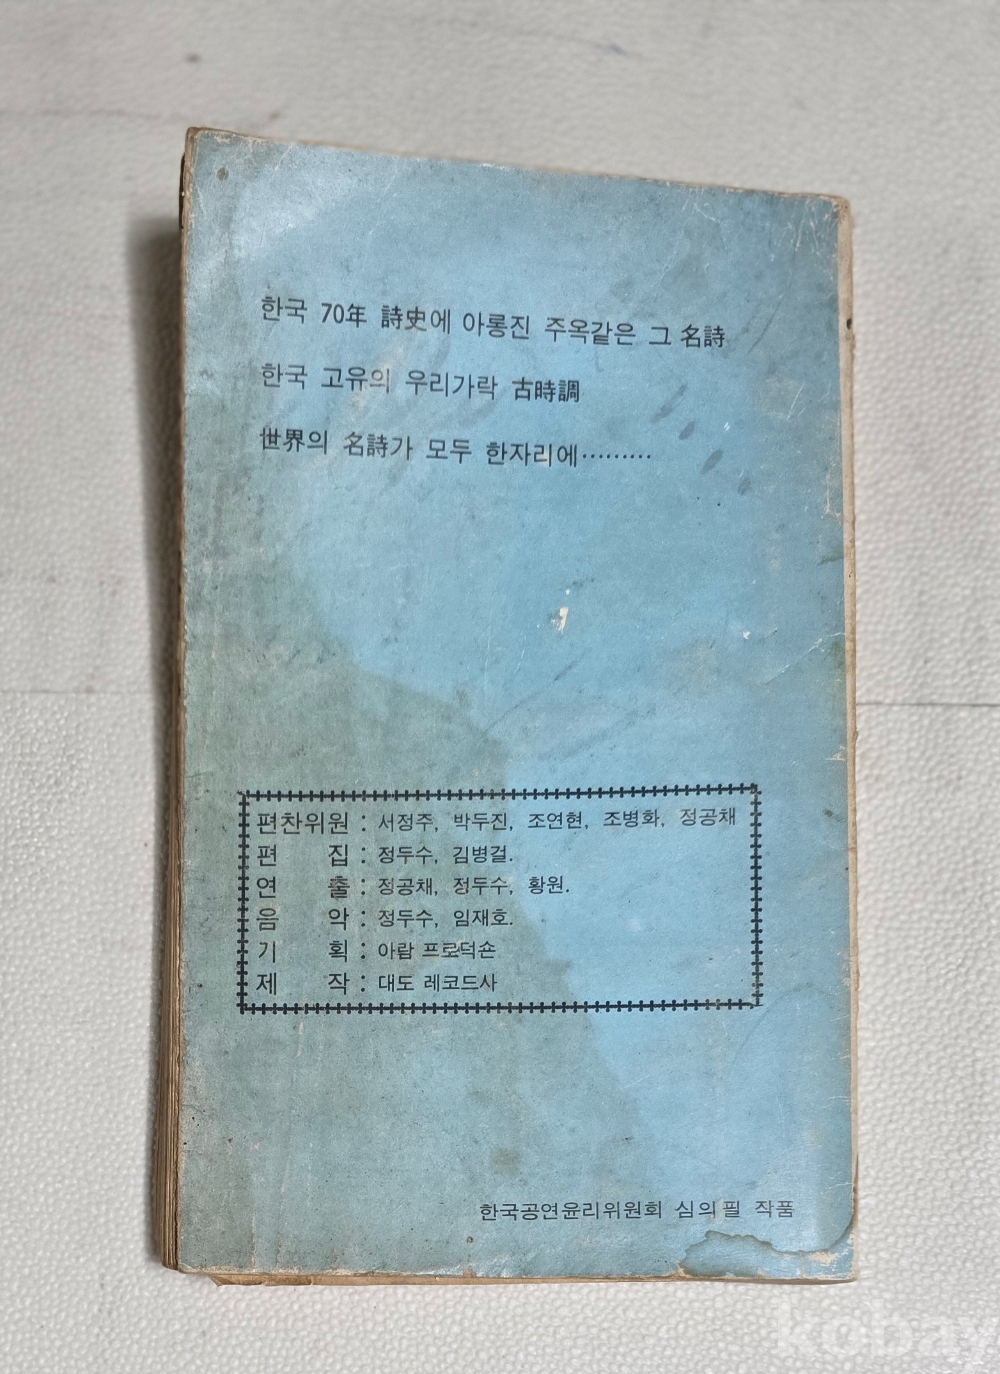 한국 70年 詩史에 아롱진 주옥같은 그 名詩
한국 고유의 우리가락 古時調
世界의 名詩가 모두 한자리에………
편찬위원 : 서정주, 박두진, 조연현, 조병화, 정공채
편 집 : 정두수, 김병걸.
연 출 : 정공채, 정두수, 황원.
음 악 : 정두수, 임재호.
기 획 : 아람 프로덕숀
제 작 : 대도 레코드사
한국공연윤리위원회 심의필 작품
kobay